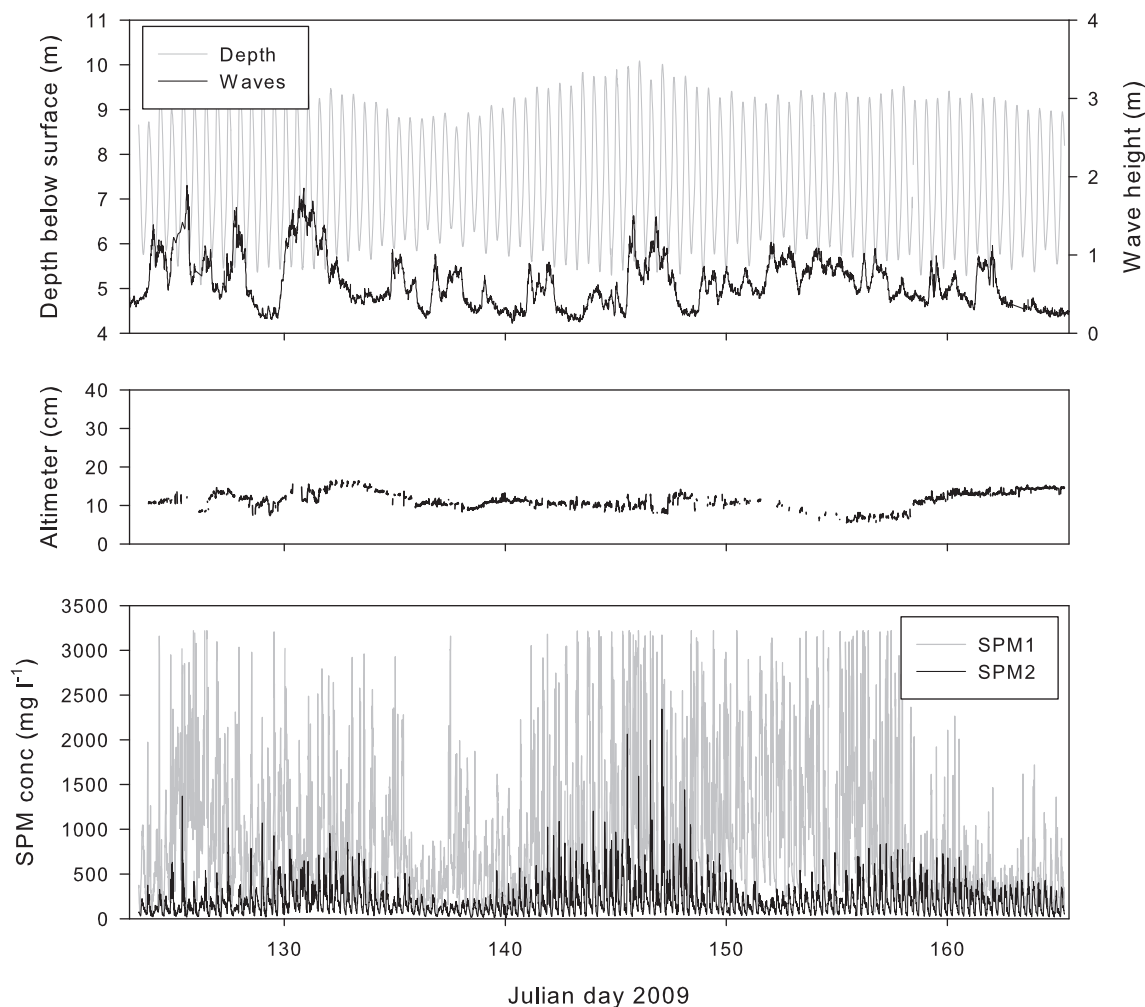 11
10
9
8
7
6
5
4
Depth below surface (m)
Depth
Waves
4
3
2
1
0
Wave height (m)
40
30
20
10
0
Altimeter (cm)
3500
3000
2500
2000
1500
1000
500
0
SPM conc (mg l⁻¹)
SPM1
SPM2
130 140 150 160
Julian day 2009